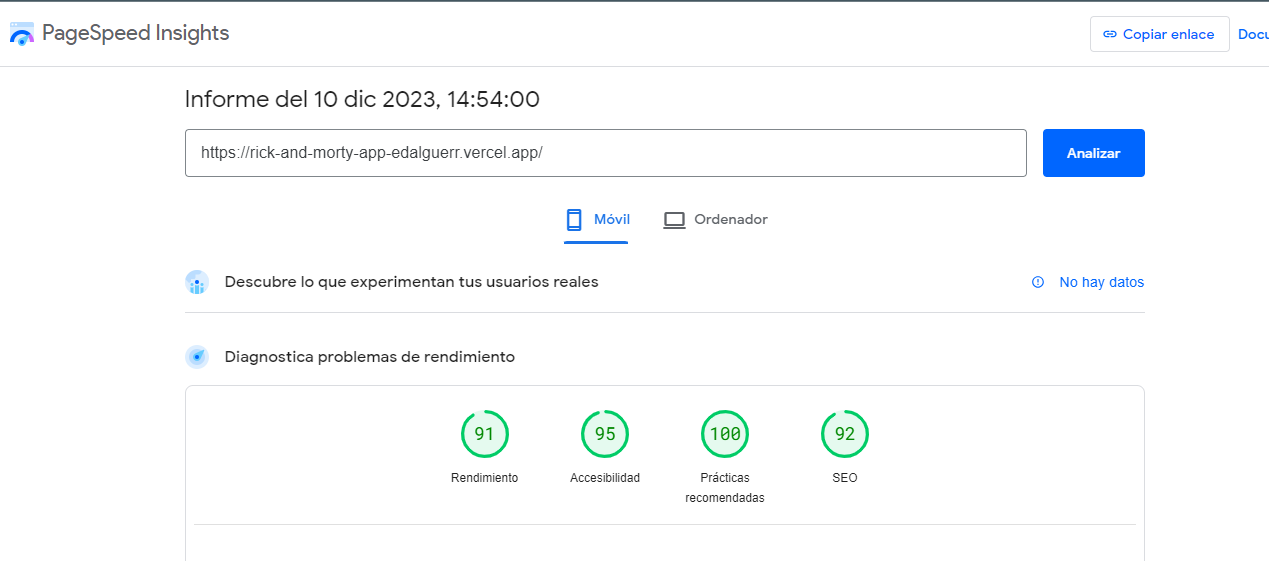 PageSpeed Insights
Copiar enlace
Informe del 10 dic 2023, 14:54:00
https://rick-and-morty-app-edalguerr.vercel.app/
Analizar
Móvil
Ordenador
Descubre lo que experimentan tus usuarios reales
No hay datos
Diagnostica problemas de rendimiento
91
95
100
92
Rendimiento
Accesibilidad
Prácticas
recomendadas
SEO